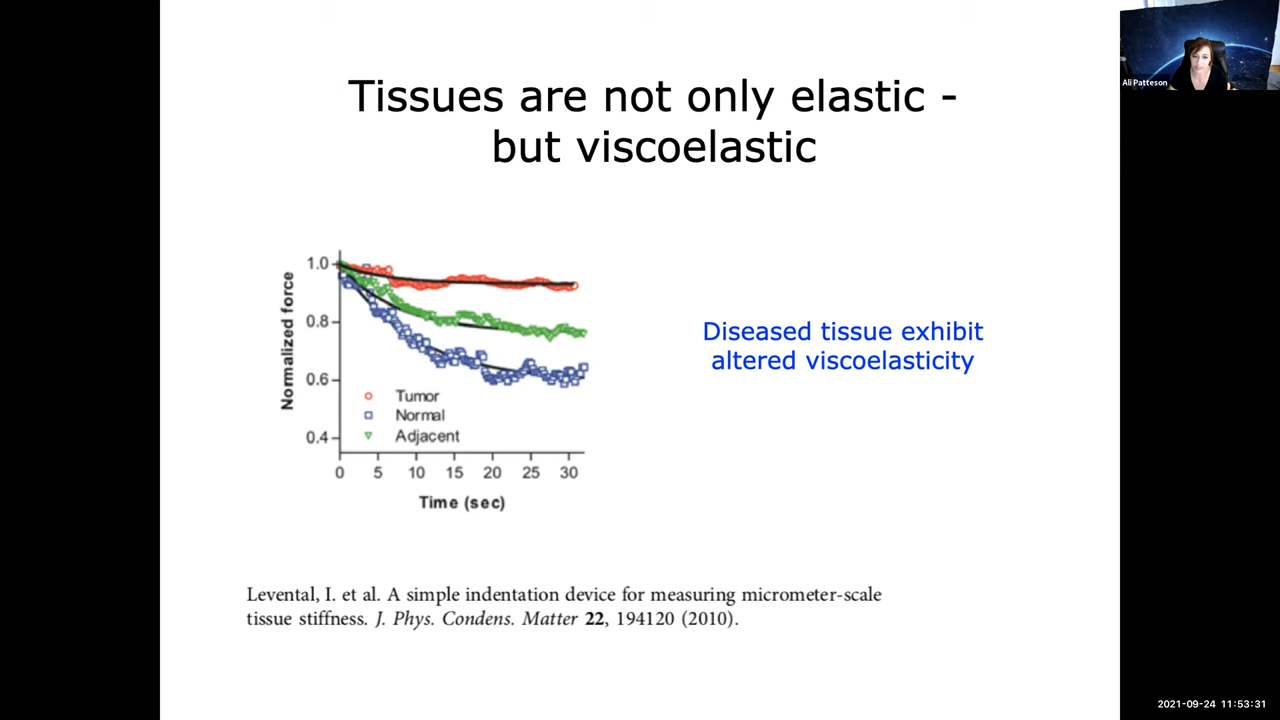 Tissues are not only elastic -
but viscoelastic
Ali Patteson
Normalized force
1.0
0.8
0.6
0.4
Tumor
Normal
Adjacent
0 5 10 15 20 25 30
Time (sec)
Diseased tissue exhibit
altered viscoelasticity
Levental, I. et al. A simple indentation device for measuring micrometer-scale
tissue stiffness. J. Phys. Condens. Matter 22, 194120 (2010).
2021-09-24 11:53:31